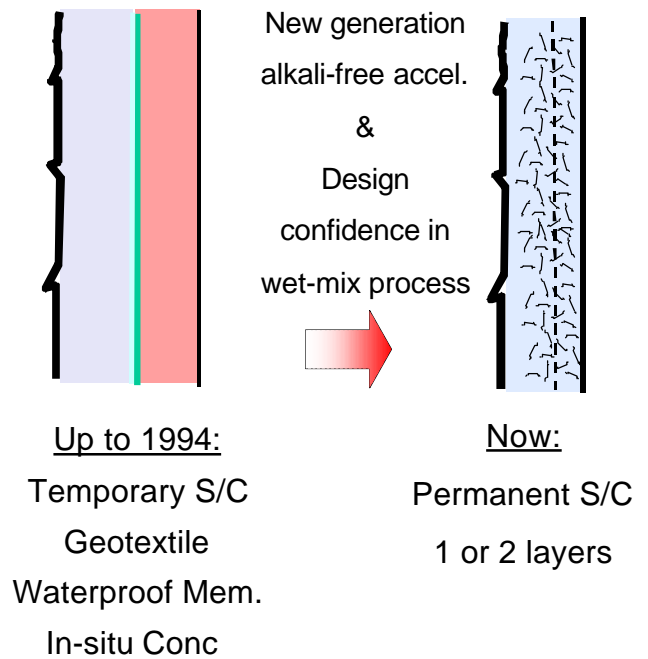 New generation
alkali-free accel.
&
Design
confidence in
wet-mix process
Up to 1994:
Temporary S/C
Geotextile
Waterproof Mem.
In-situ Conc
Now:
Permanent S/C
1 or 2 layers